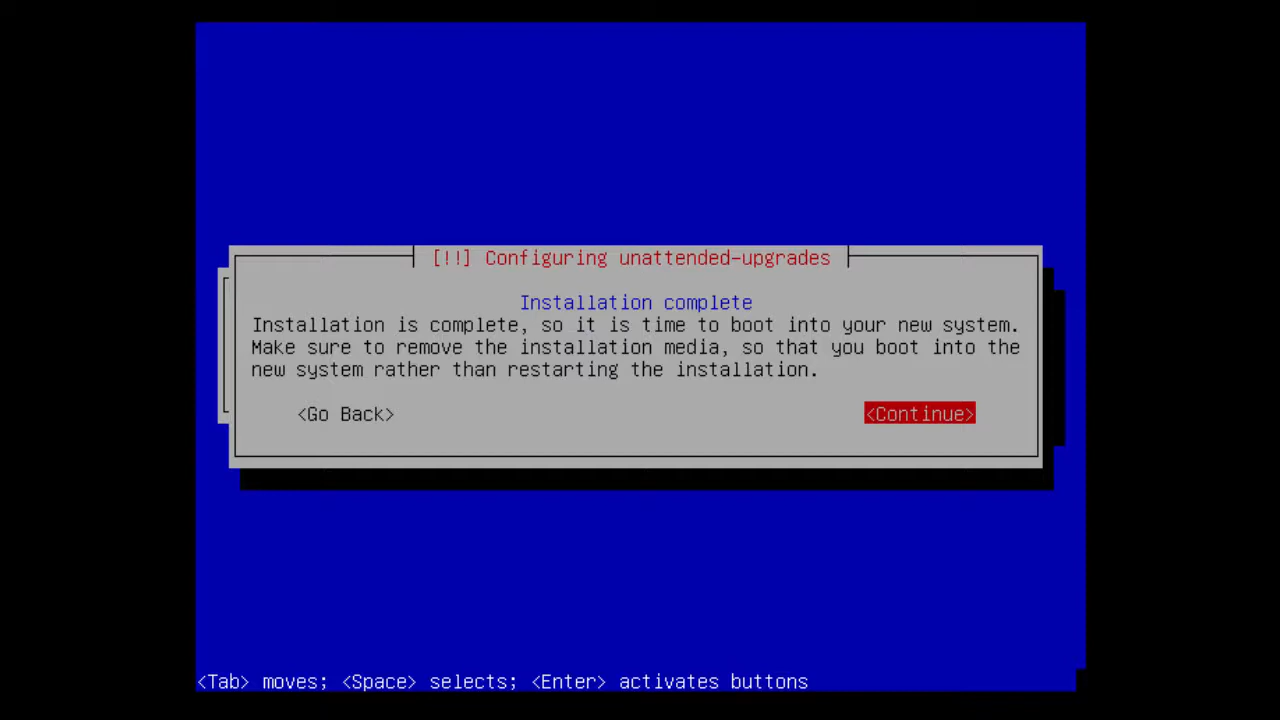 [!!] Configuring unattended-upgrades
Installation complete
Installation is complete, so it is time to boot into your new system.
Make sure to remove the installation media, so that you boot into the
new system rather than restarting the installation.
<Go Back> <Continue>
<Tab> moves; <Space> selects; <Enter> activates buttons